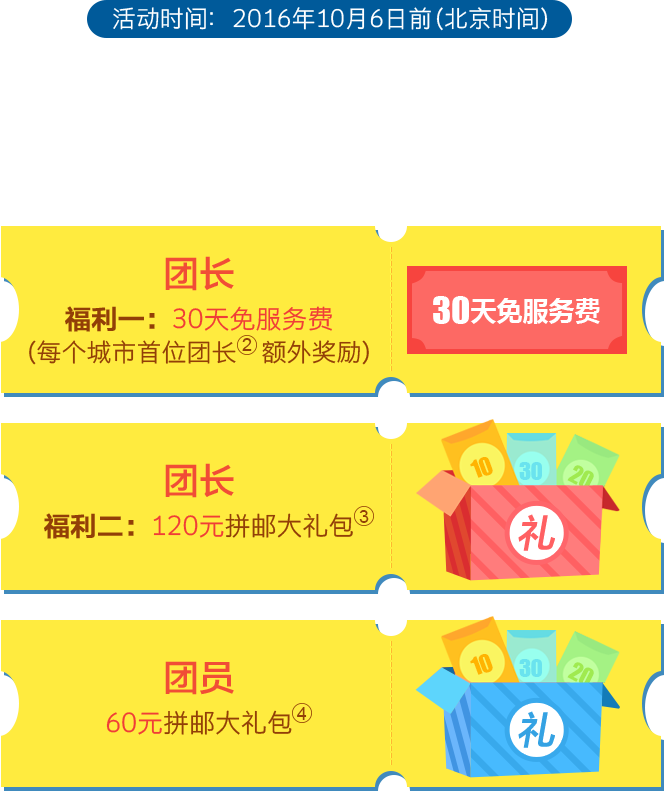 活动时间：2016年10月6日前(北京时间)
团长
福利一：30天免服务费
(每个城市首位团长② 额外奖励)
30天免服务费
团长
福利二：120元拼邮大礼包③
10
30
20
礼
团员
60元拼邮大礼包④
10
30
20
礼